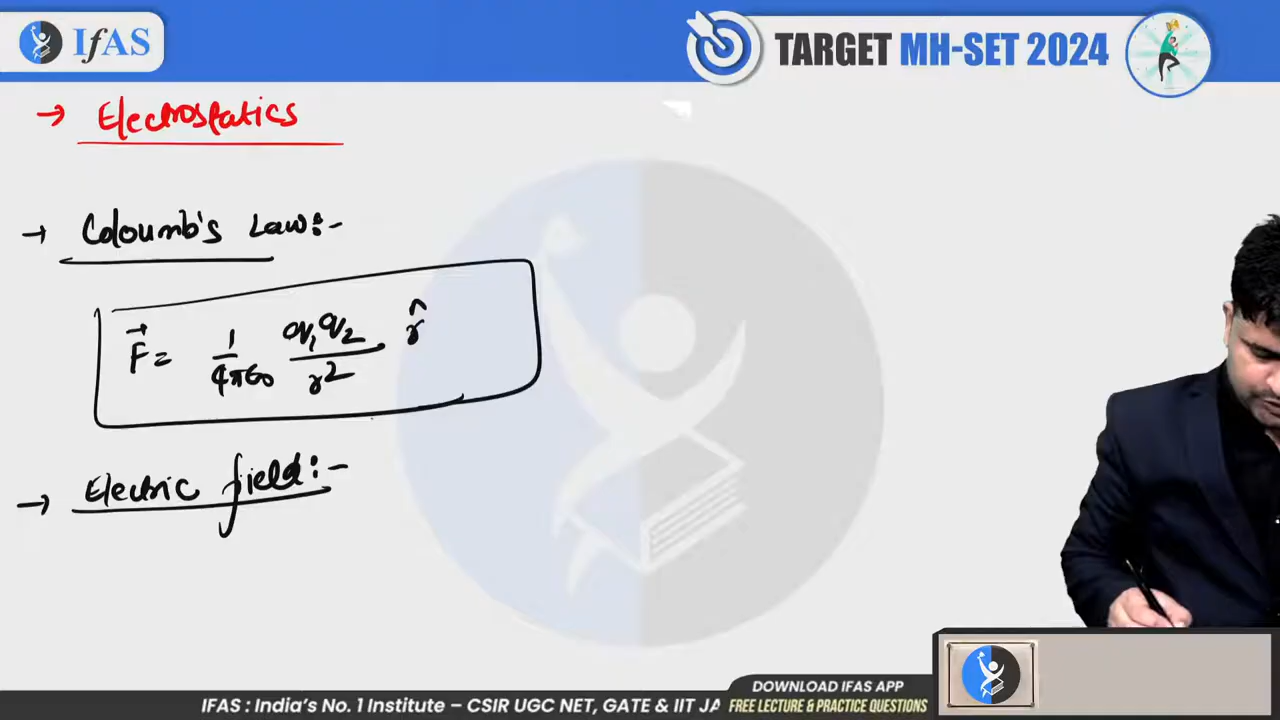 IfAS
TARGET MH-SET 2024
→ Electrostatics
→ Coloumb's Law:-
F⃗ = 1/4πϵ₀ q₁q₂/r² r̂
→ Electric field:-
DOWNLOAD IFAS APP
IFAS : India's No. 1 Institute – CSIR UGC NET, GATE & IIT JA
FREE LECTURE & PRACTICE QUESTIONS